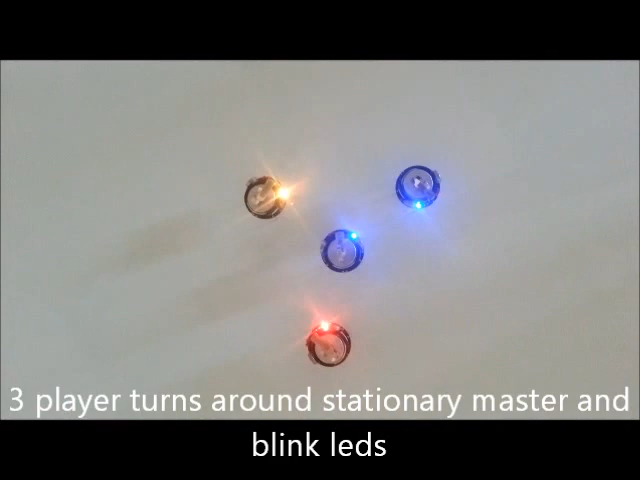 3 player turns around stationary master and
blink leds